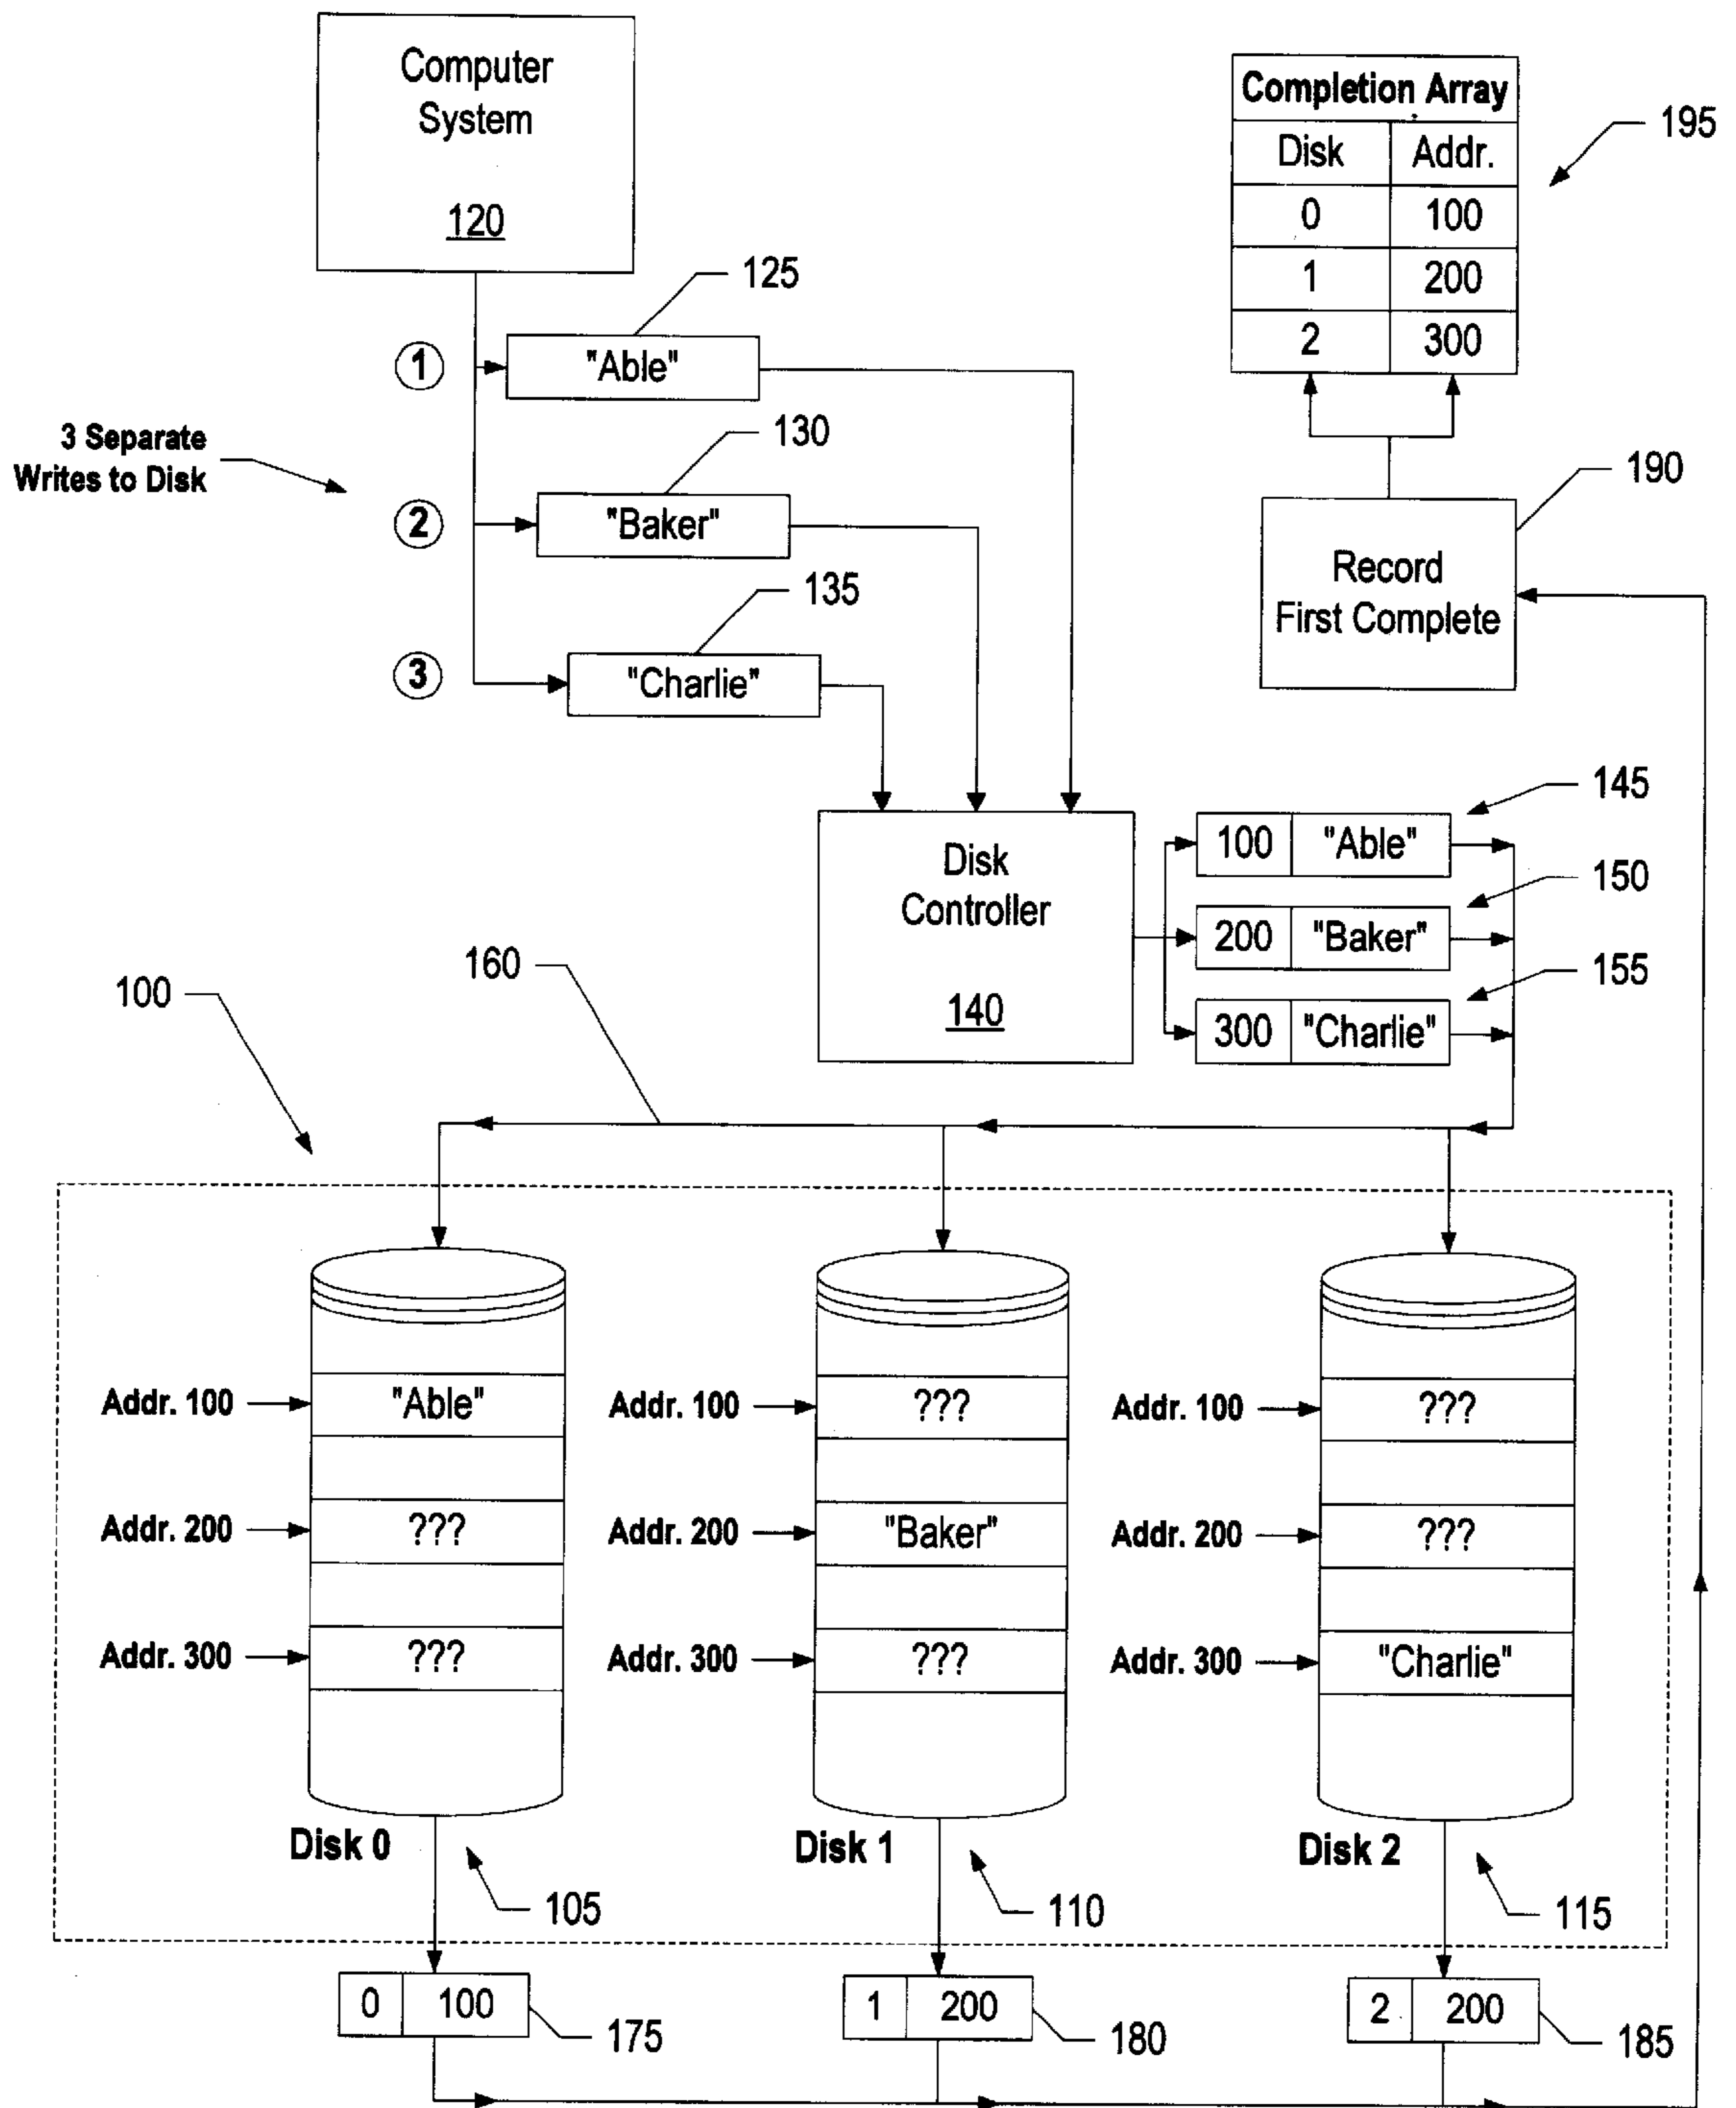 Computer
System
120
Completion Array
Disk Addr.
0 100
1 200
2 300
195
125
1 "Able"
3 Separate
Writes to Disk
130
2 "Baker"
135
3 "Charlie"
190
Record
First Complete
Disk
Controller
140
145
100 "Able"
150
200 "Baker"
155
300 "Charlie"
160
100
Addr. 100 "Able"
Addr. 200 ???
Addr. 300 ???
Disk 0
105
Addr. 100 ???
Addr. 200 "Baker"
Addr. 300 ???
Disk 1
110
Addr. 100 ???
Addr. 200 ???
Addr. 300 "Charlie"
Disk 2
115
0 100
175
1 200
180
2 200
185